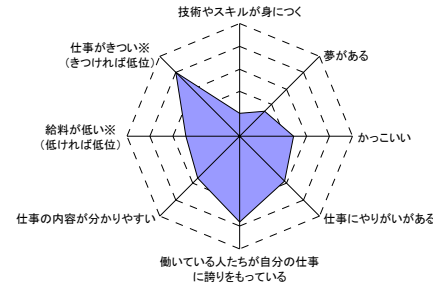 技術やスキルが身につく
夢がある
かっこいい
仕事にやりがいがある
働いている人たちが自分の仕事
に誇りをもっている
仕事の内容が分かりやすい
給料が低い※
(低ければ低位)
仕事がきつい※
(きつければ低位)